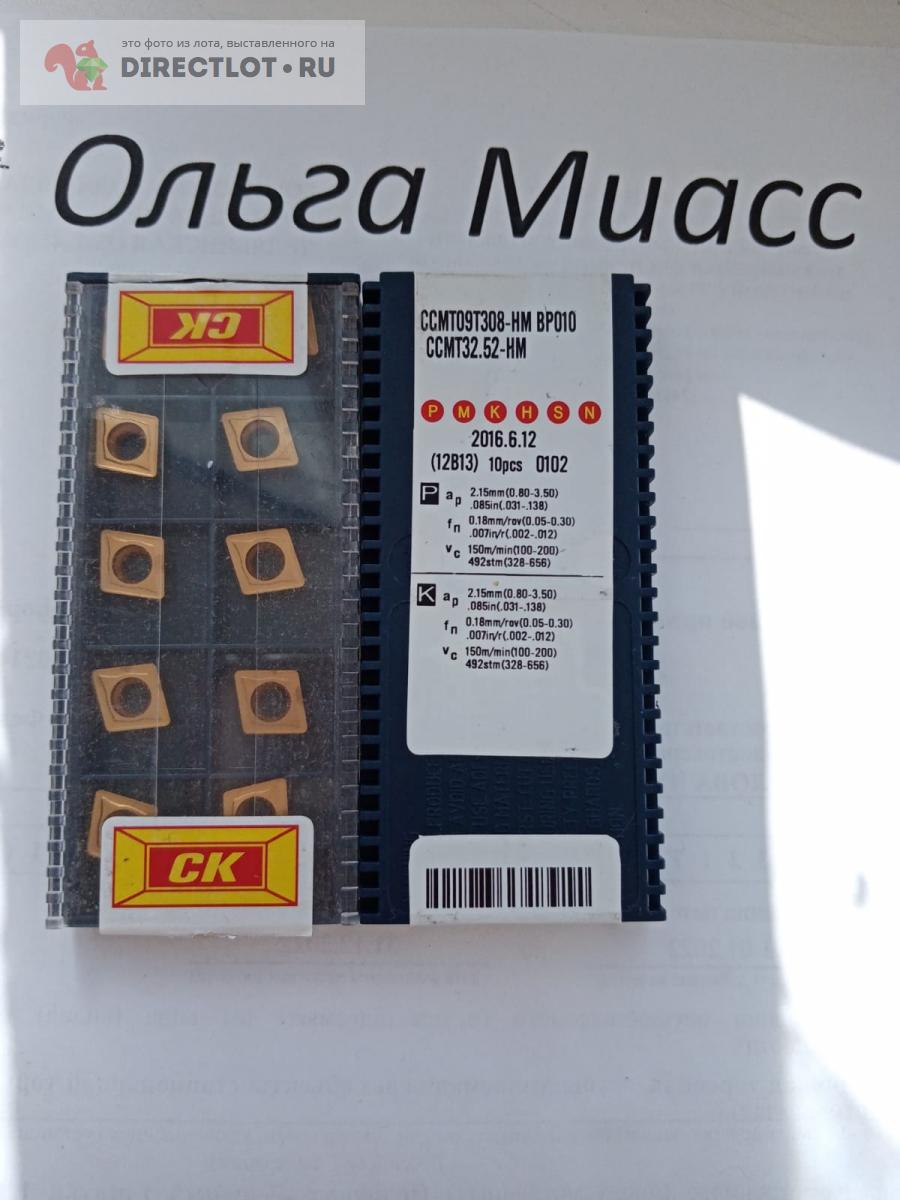 это фото из лота, выставленного на
DIRECTLOT•RU
Ольга Миасс
CK
CCMT09T308-HM BP010
CCMT32.52-HM
P M K H S N
2016.6.12
(12B13) 10pcs 0102
P ap 2.15mm(0.80-3.50)
.085in(.031-.138)
fn 0.18mm/rov(0.05-0.30)
.007in/r(.002-.012)
vc 150m/min(100-200)
492stm(328-656)
K ap 2.15mm(0.80-3.50)
.085in(.031-.138)
fn 0.18mm/rov(0.05-0.30)
.007in/r(.002-.012)
vc 150m/min(100-200)
492stm(328-656)
CK